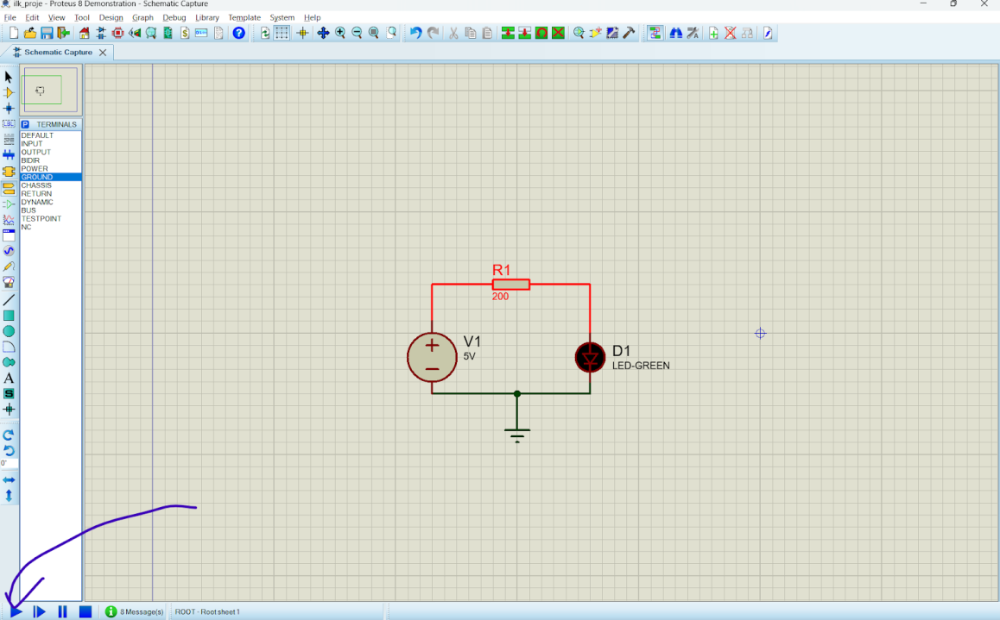 ilk_proje - Proteus 8 Demonstration - Schematic Capture
File Edit View Tool Design Graph Debug Library Template System Help
Schematic Capture
LBL
P TERMINALS
DEFAULT
INPUT
OUTPUT
BIDIR
POWER
GROUND
CHASSIS
RETURN
DYNAMIC
BUS
TESTPOINT
NC
R1
200
V1
5V
D1
LED-GREEN
A
S
0°
8 Message(s)
ROOT - Root sheet 1